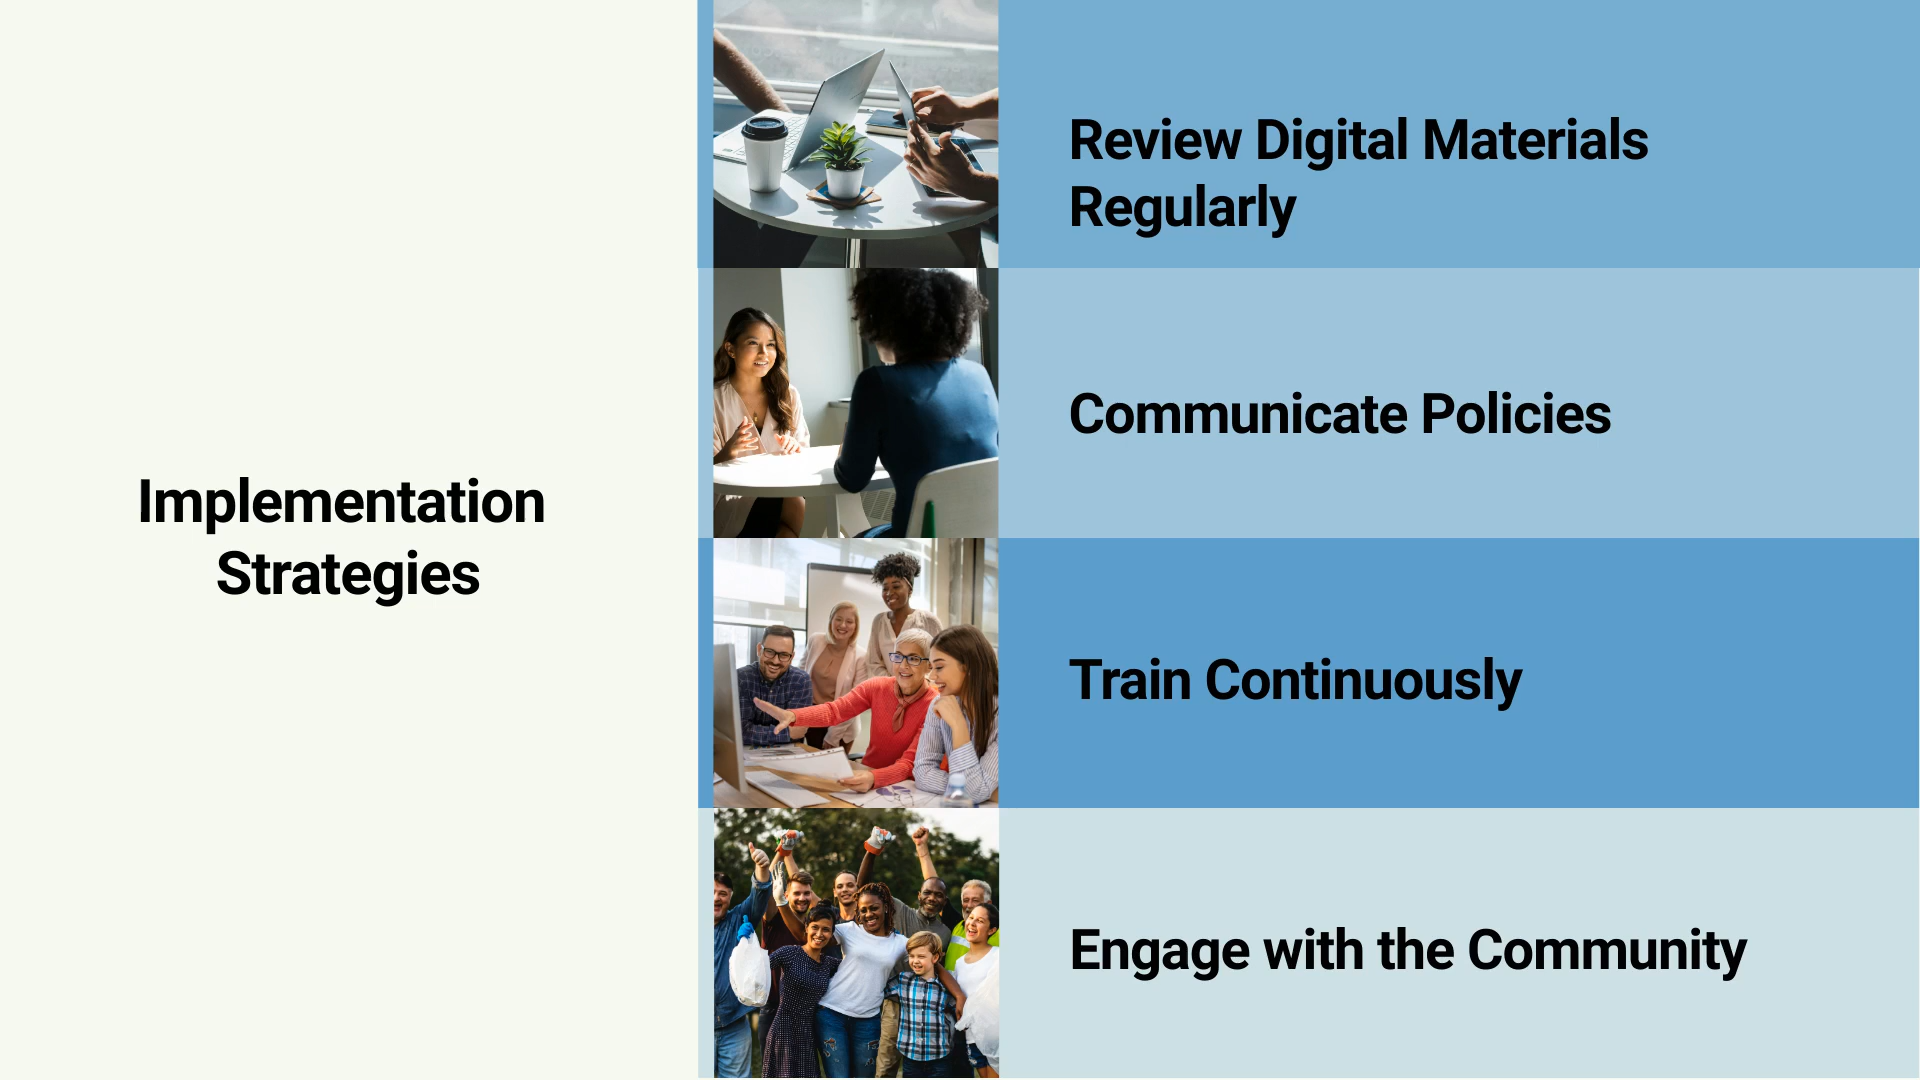 Implementation
Strategies
Review Digital Materials
Regularly
Communicate Policies
Train Continuously
Engage with the Community